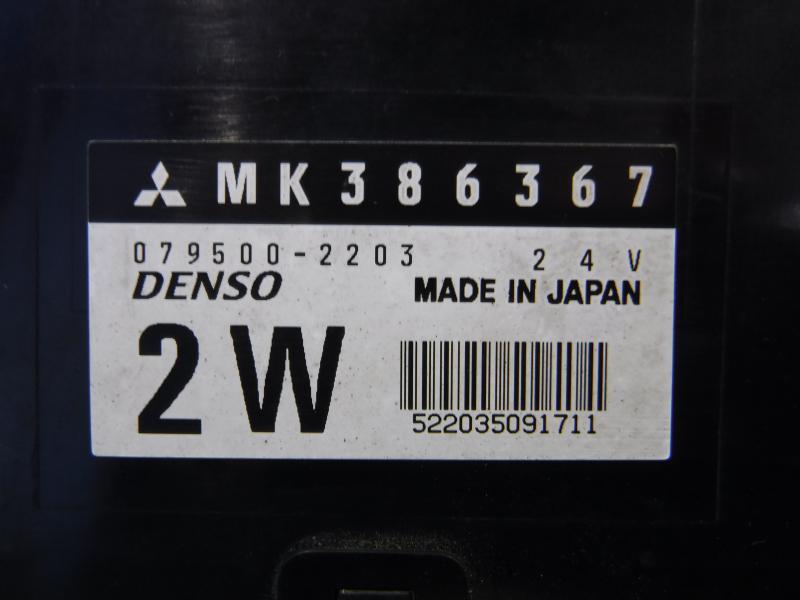 MK386367
079500-2203 24V
DENSO MADE IN JAPAN
2W
522035091711